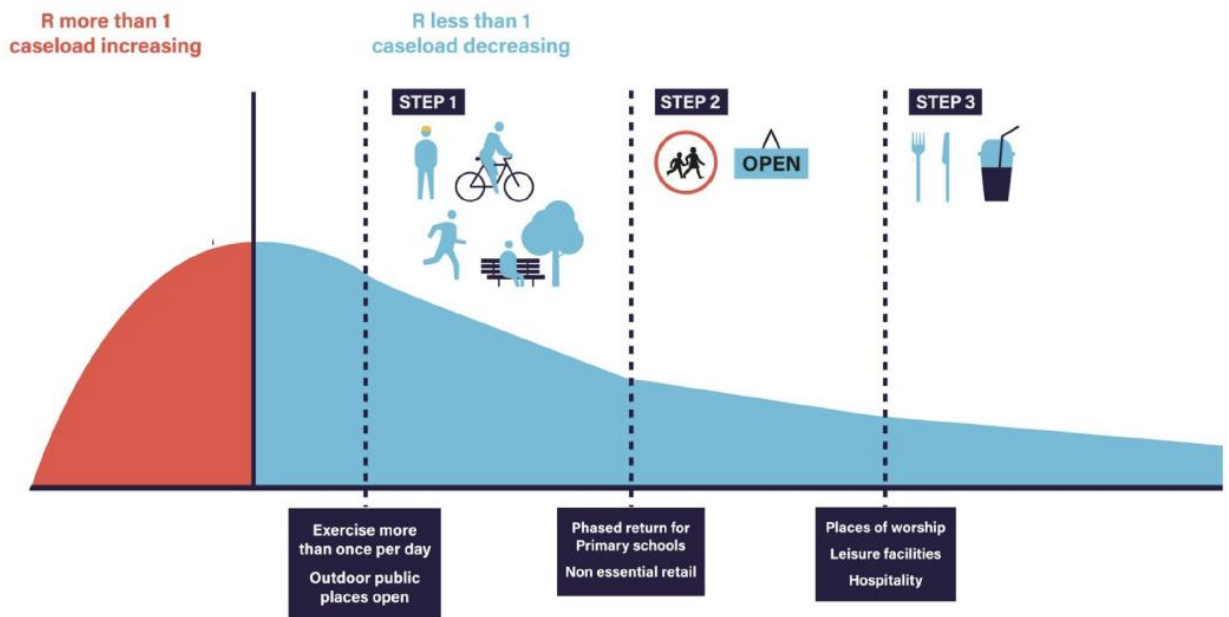 R more than 1
caseload increasing
R less than 1
caseload decreasing
STEP 1
STEP 2
STEP 3
OPEN
Exercise more
than once per day
Outdoor public
places open
Phased return for
Primary schools
Non essential retail
Places of worship
Leisure facilities
Hospitality